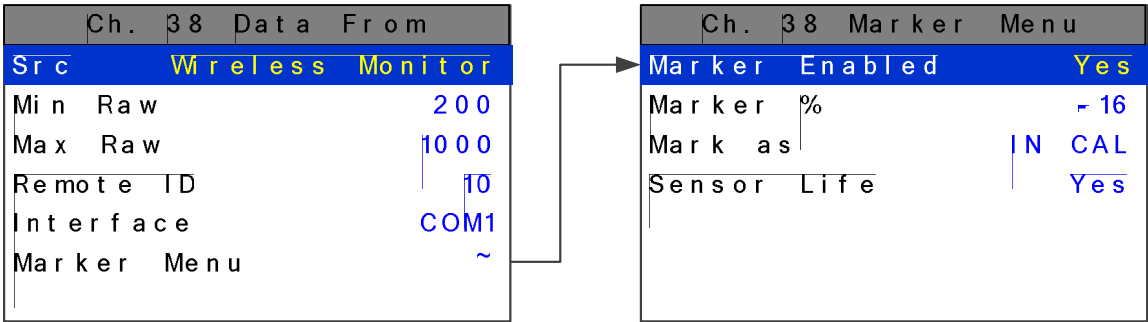 Ch. 38 Data From
Src Wireless Monitor
Min Raw 200
Max Raw 1000
Remote ID 10
Interface COM1
Marker Menu ~
Ch. 38 Marker Menu
Marker Enabled Yes
Marker % -16
Mark as IN CAL
Sensor Life Yes